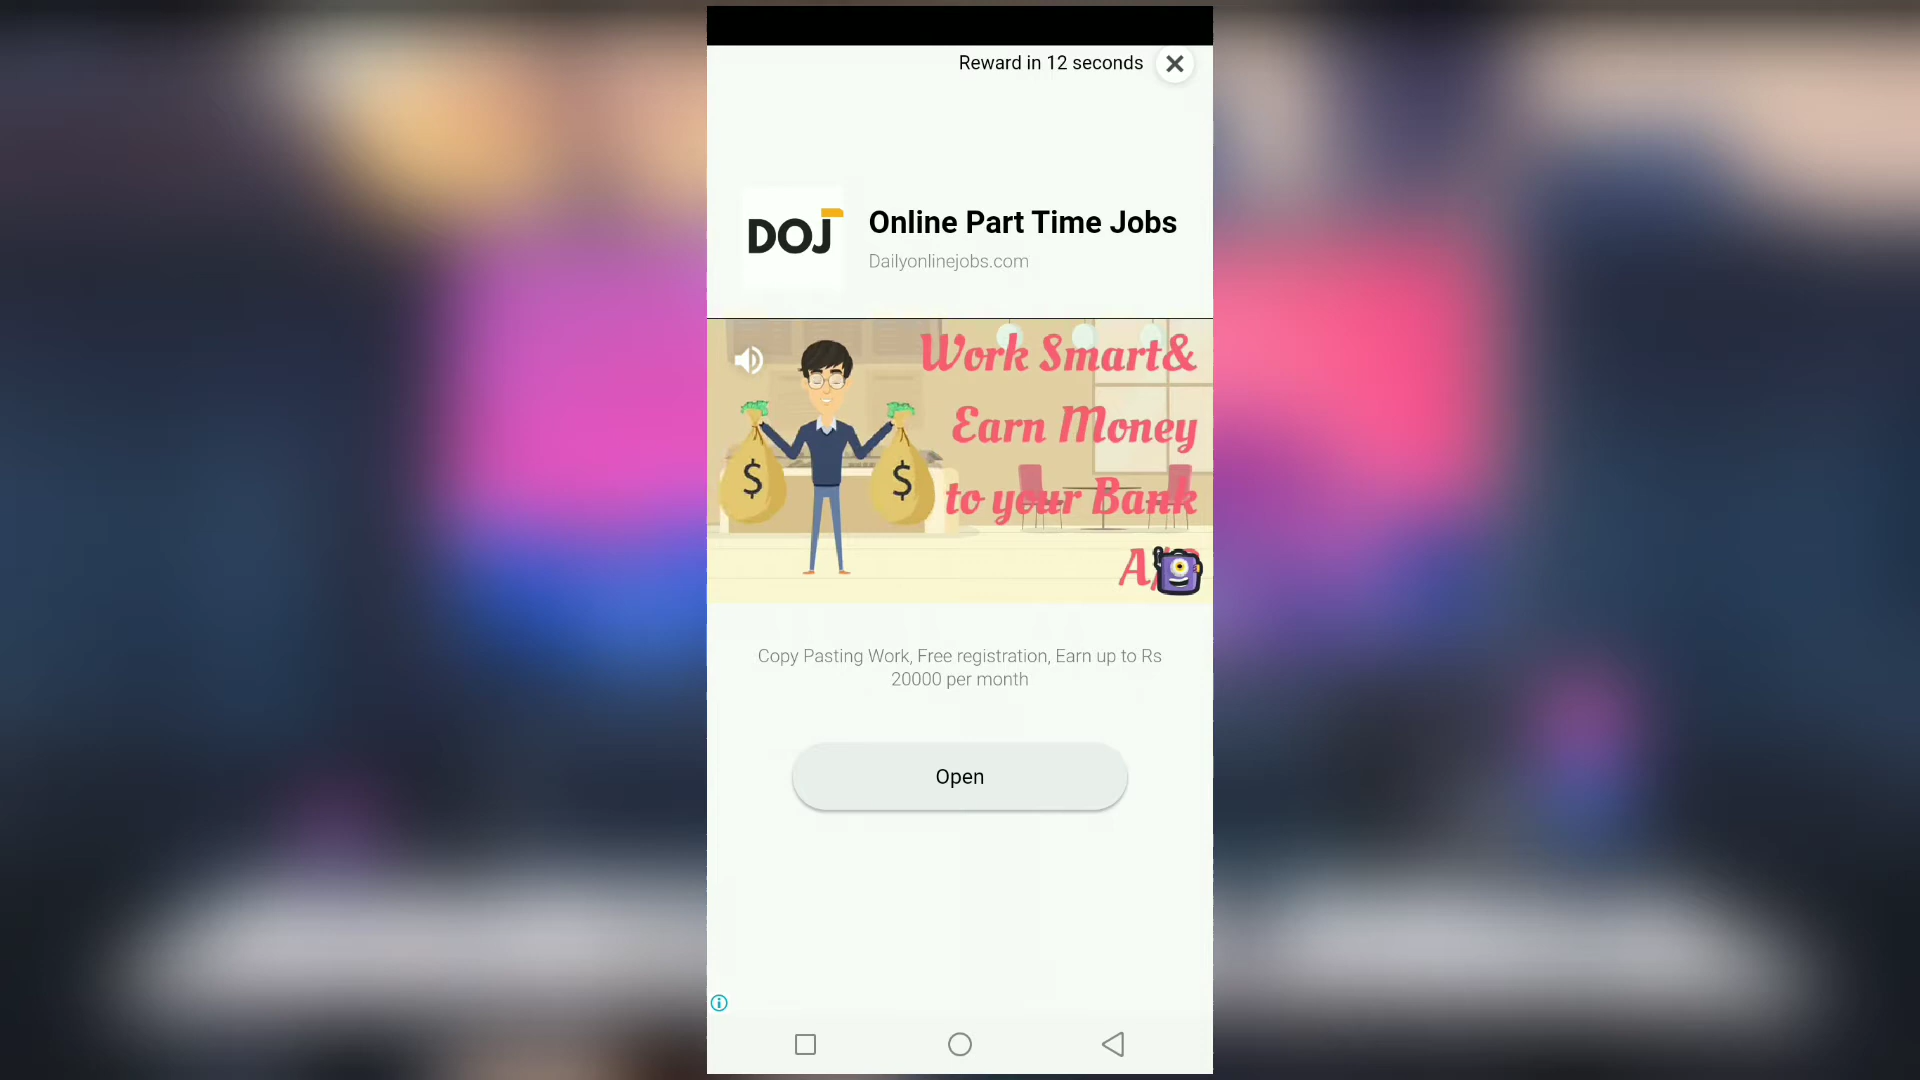 Reward in 12 seconds
DOJ
Online Part Time Jobs
Dailyonlinejobs.com
Work Smart&
Earn Money
to your Bank
$ $
Copy Pasting Work, Free registration, Earn up to Rs
20000 per month
Open